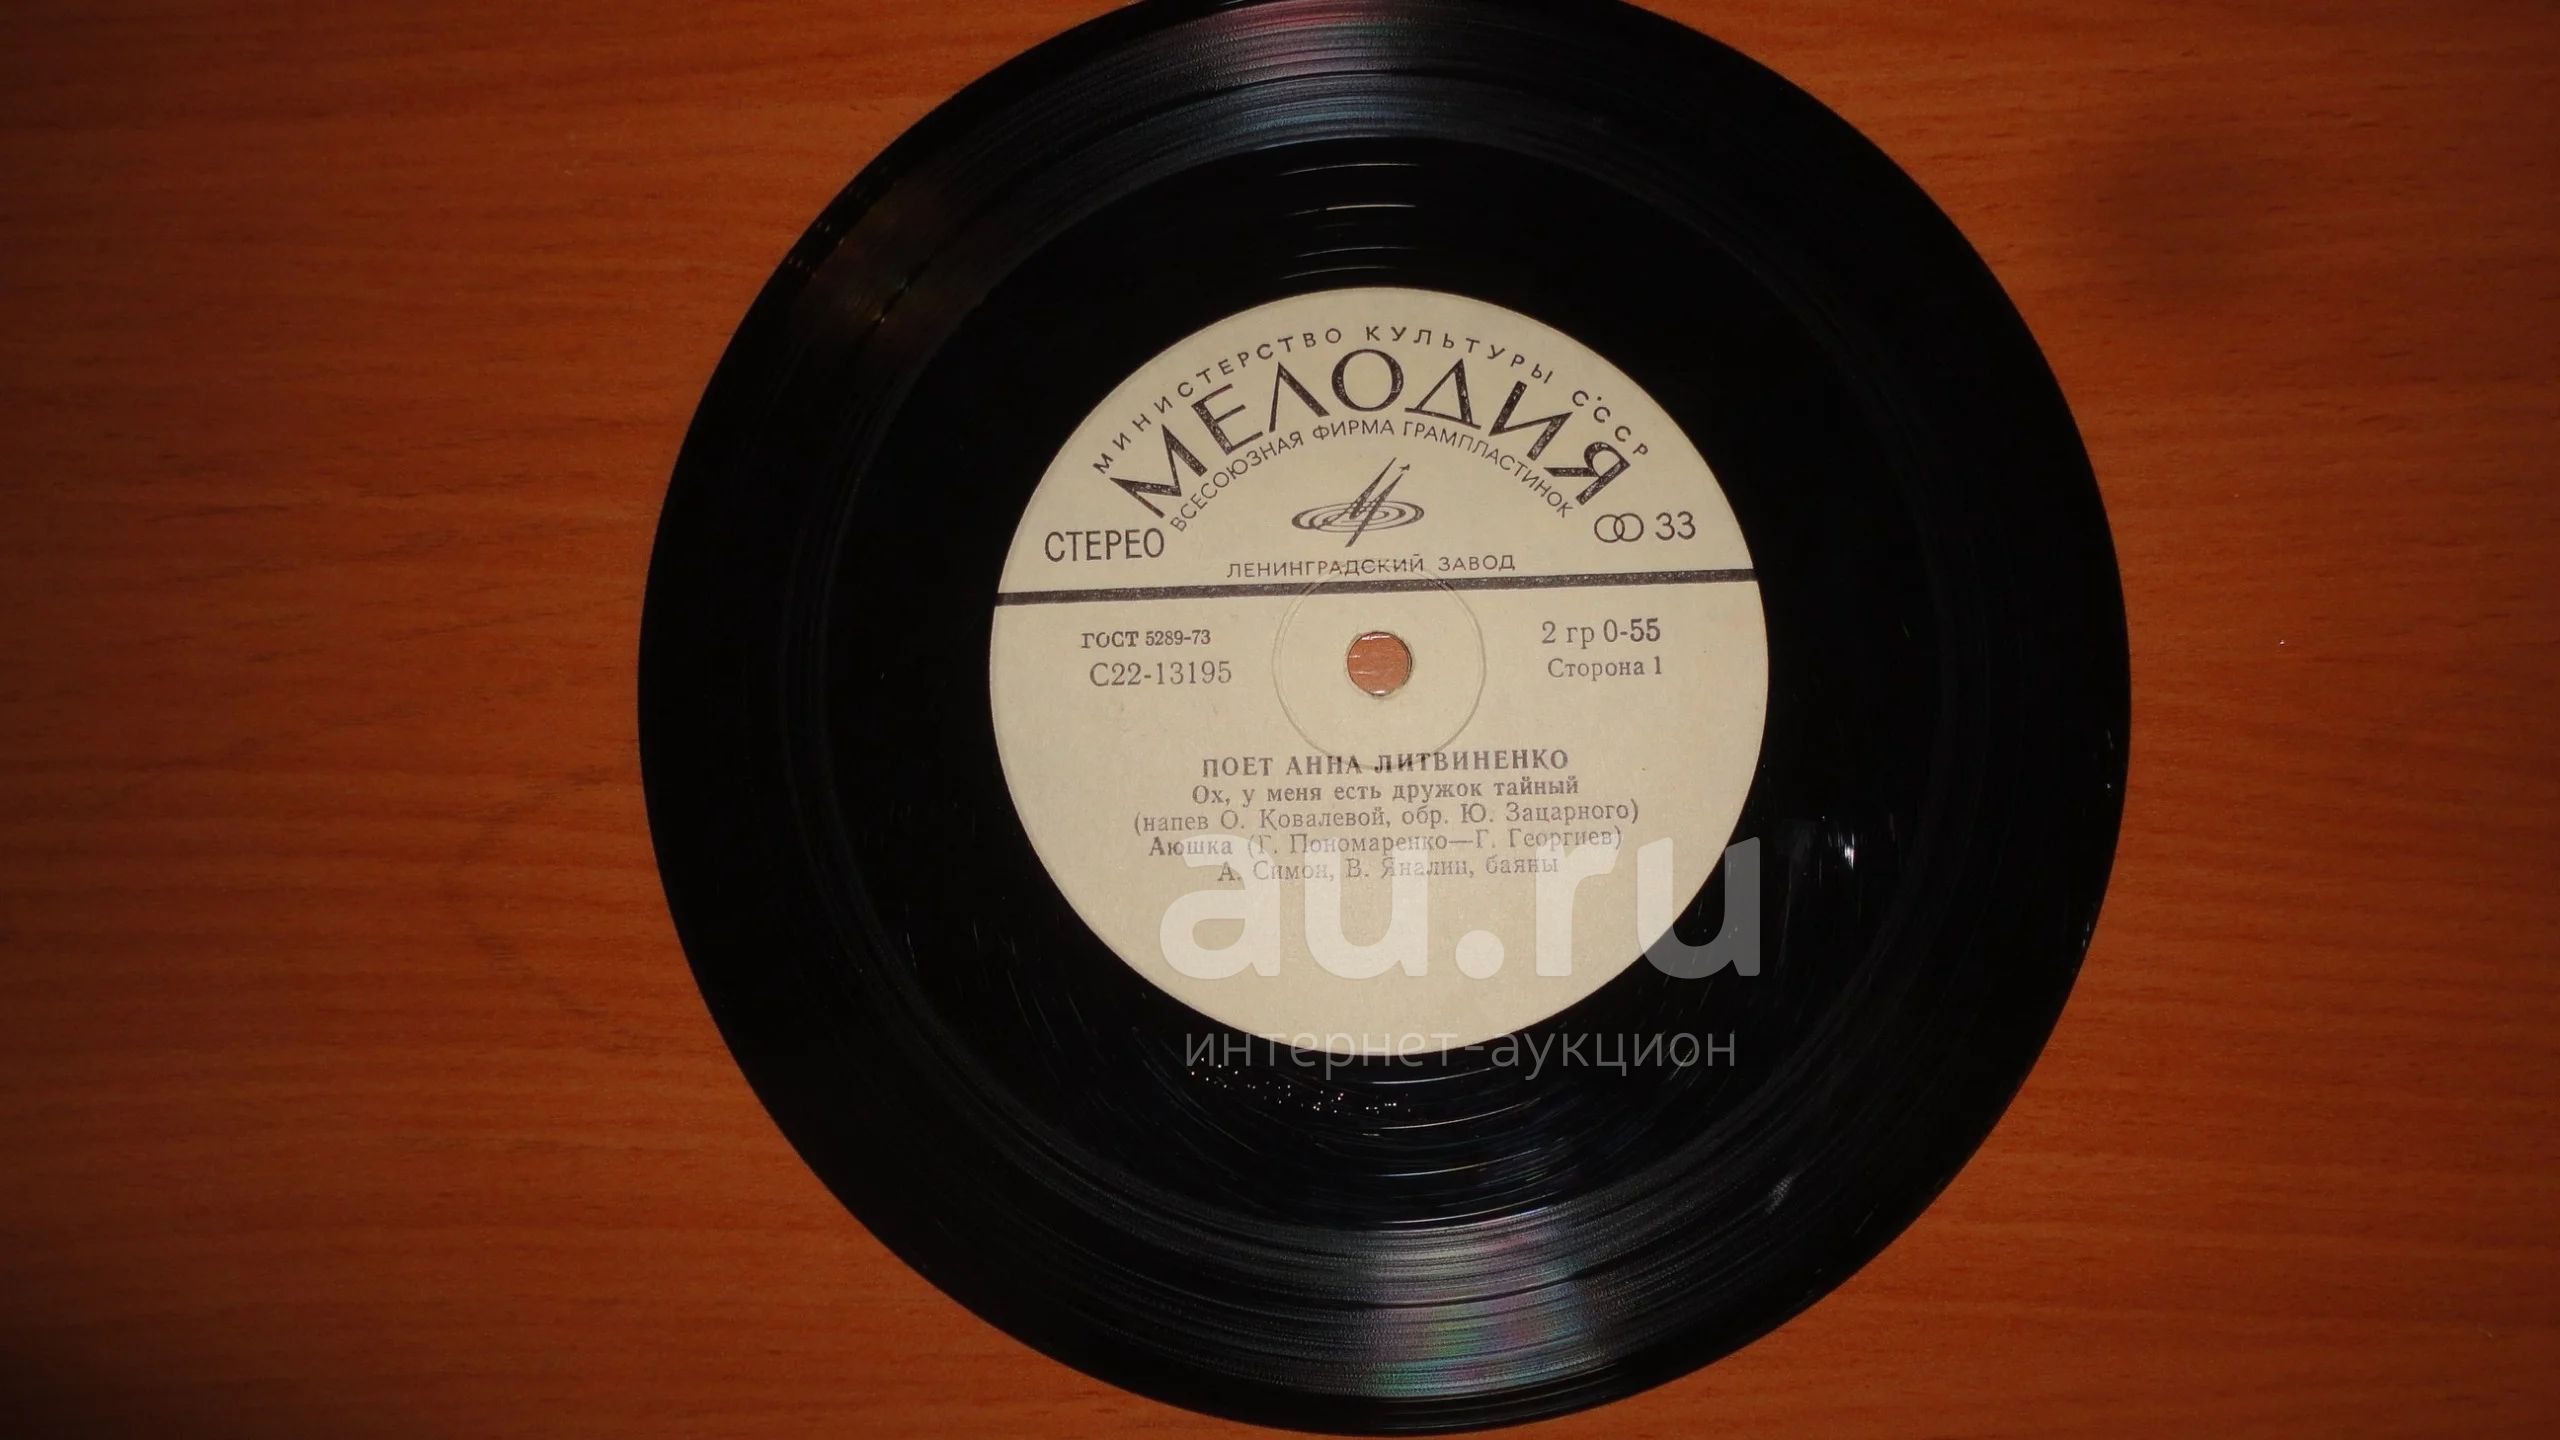 МИНИСТЕРСТВО КУЛЬТУРЫ СССР
МЕЛОДИЯ
ВСЕСОЮЗНАЯ ФИРМА ГРАМПЛАСТИНОК
СТЕРЕО
33
ЛЕНИНГРАДСКИЙ ЗАВОД
ГОСТ 5289-73
2 гр 0-55
С22-13195
Сторона 1
ПОЕТ АННА ЛИТВИНЕНКО
Ох, у меня есть дружок тайный
(напев О. Ковалевой, обр. Ю. Зацарного)
Аюшка (Г. Пономаренко—Г. Георгиев)
А. Симон, В. Яналин, баяны
au.ru
интернет-аукцион